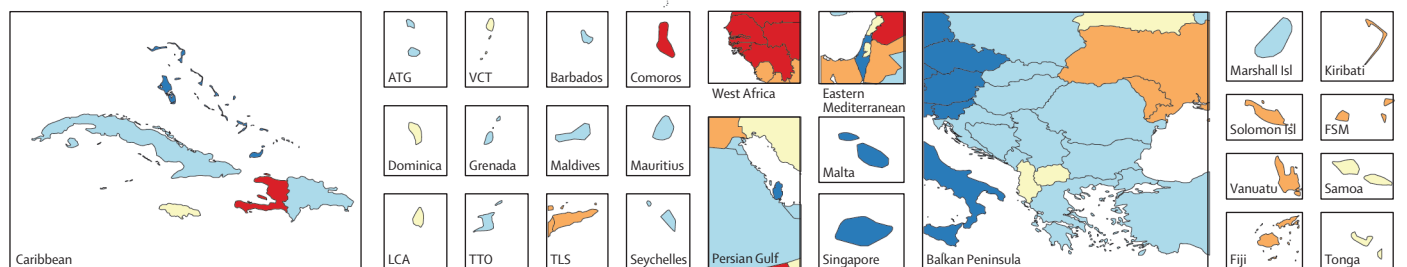 Caribbean
ATG
VCT
Barbados
Comoros
Dominica
Grenada
Maldives
Mauritius
LCA
TTO
TLS
Seychelles
West Africa
Eastern
Mediterranean
Persian Gulf
Malta
Singapore
Balkan Peninsula
Marshall Isl
Kiribati
Solomon Isl
FSM
Vanuatu
Samoa
Fiji
Tonga